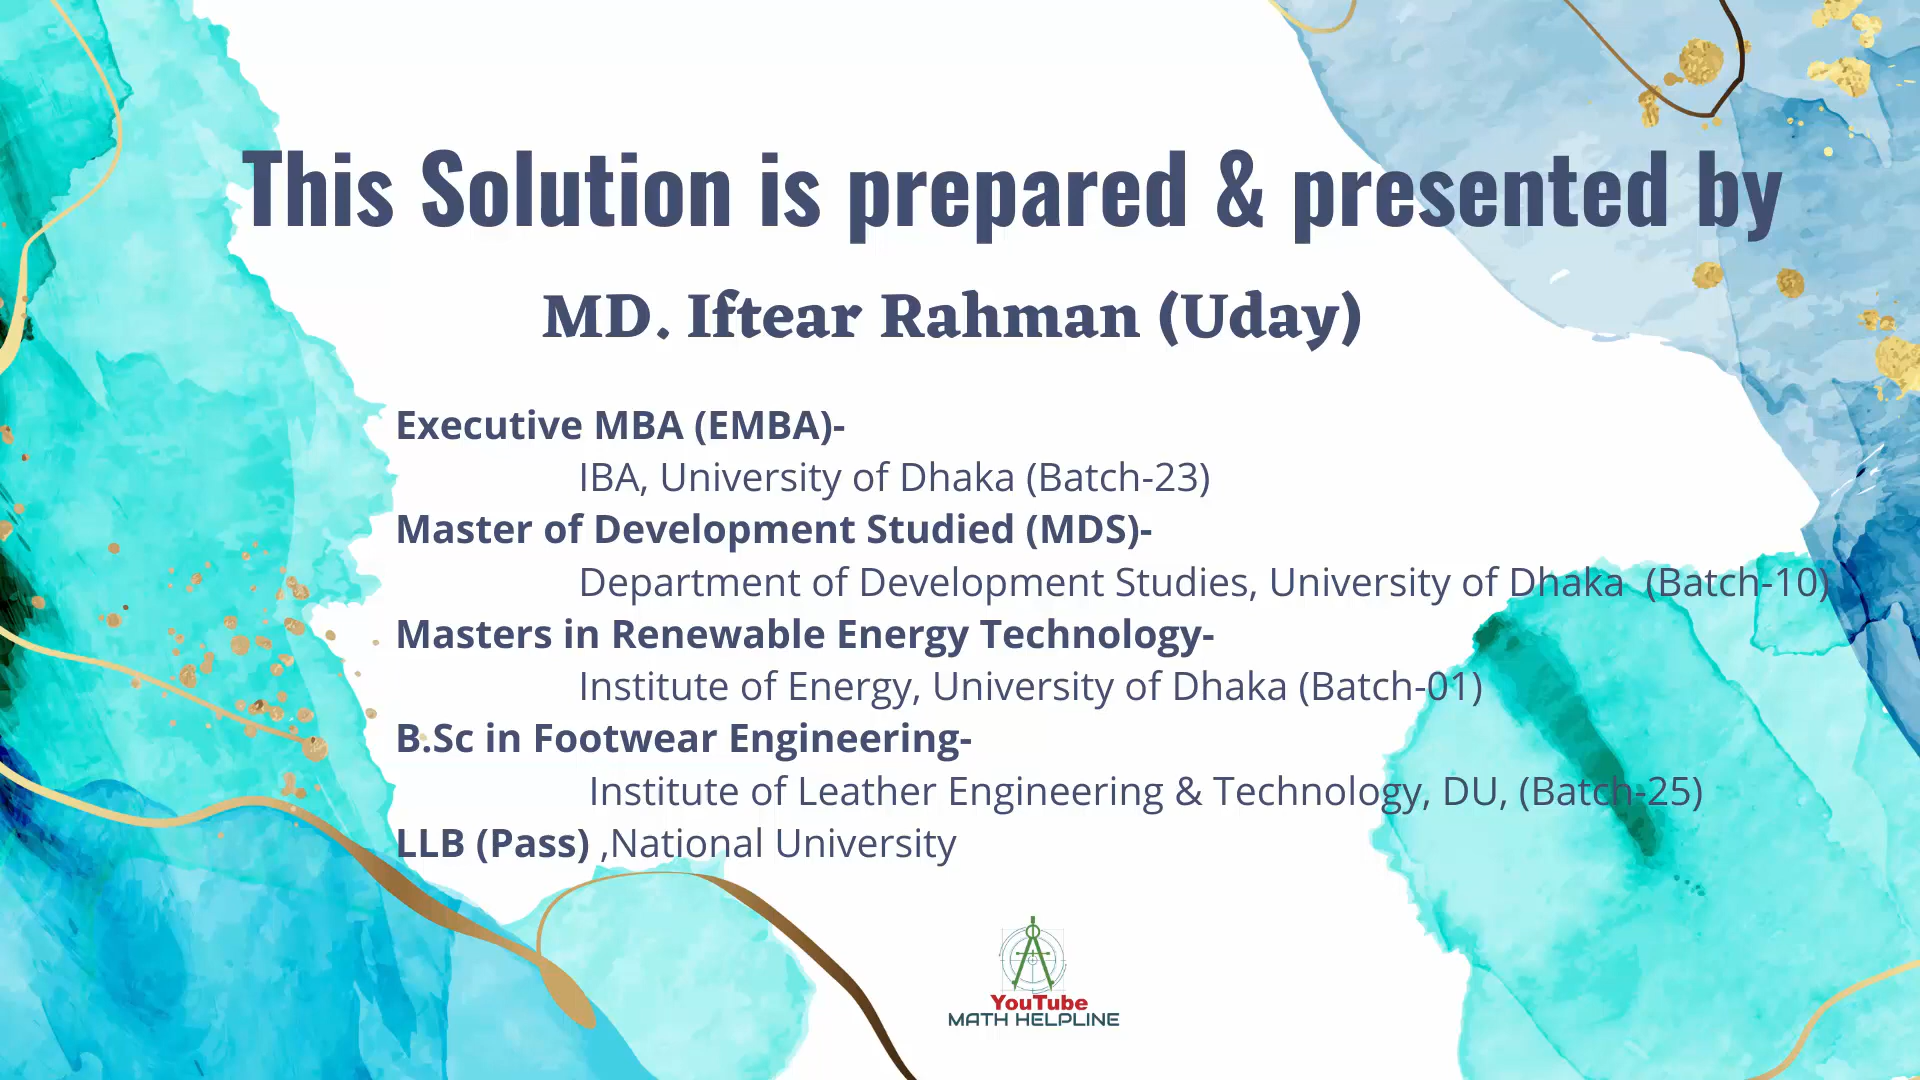 This Solution is prepared & presented by
MD. Iftear Rahman (Uday)
Executive MBA (EMBA)-
IBA, University of Dhaka (Batch-23)
Master of Development Studied (MDS)-
Department of Development Studies, University of Dhaka (Batch-10)
Masters in Renewable Energy Technology-
Institute of Energy, University of Dhaka (Batch-01)
B.Sc in Footwear Engineering-
Institute of Leather Engineering & Technology, DU, (Batch-25)
LLB (Pass) ,National University
YouTube
MATH HELPLINE